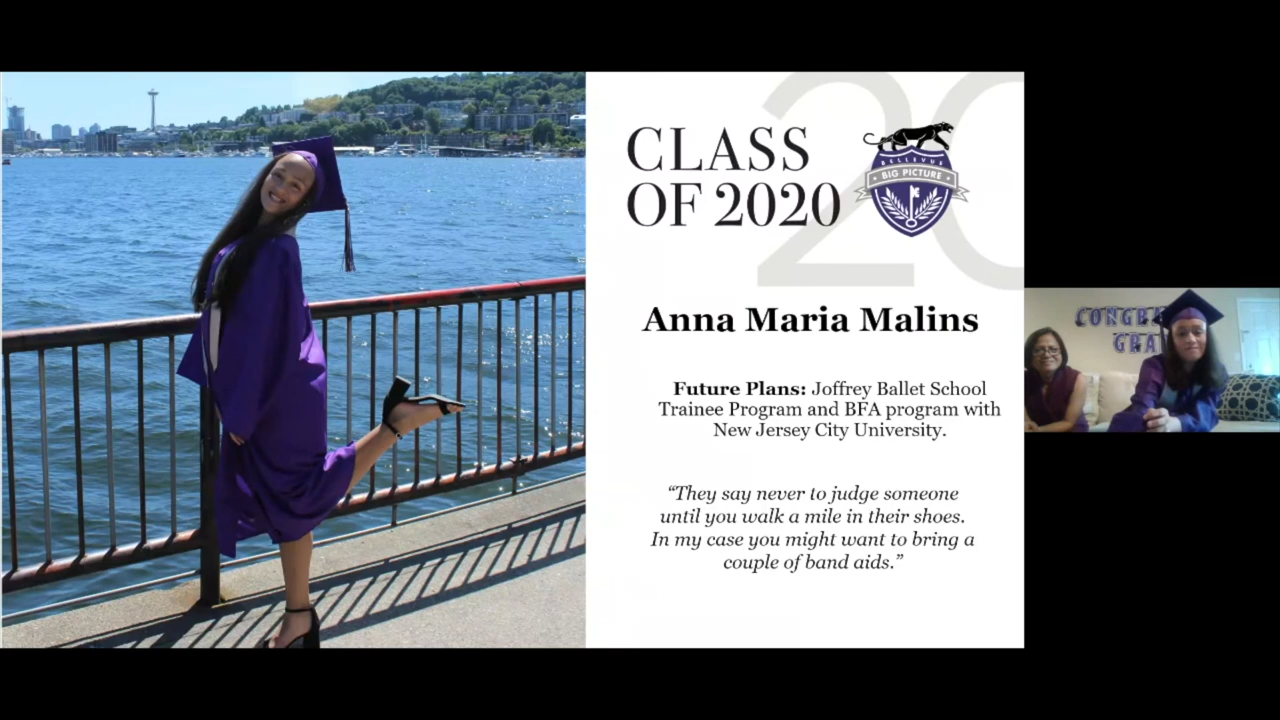 CLASS
OF 2020
20
BELLEVUE
BIG PICTURE
Anna Maria Malins
Future Plans: Joffrey Ballet School
Trainee Program and BFA program with
New Jersey City University.
“They say never to judge someone
until you walk a mile in their shoes.
In my case you might want to bring a
couple of band aids.”
CONGR
GRA